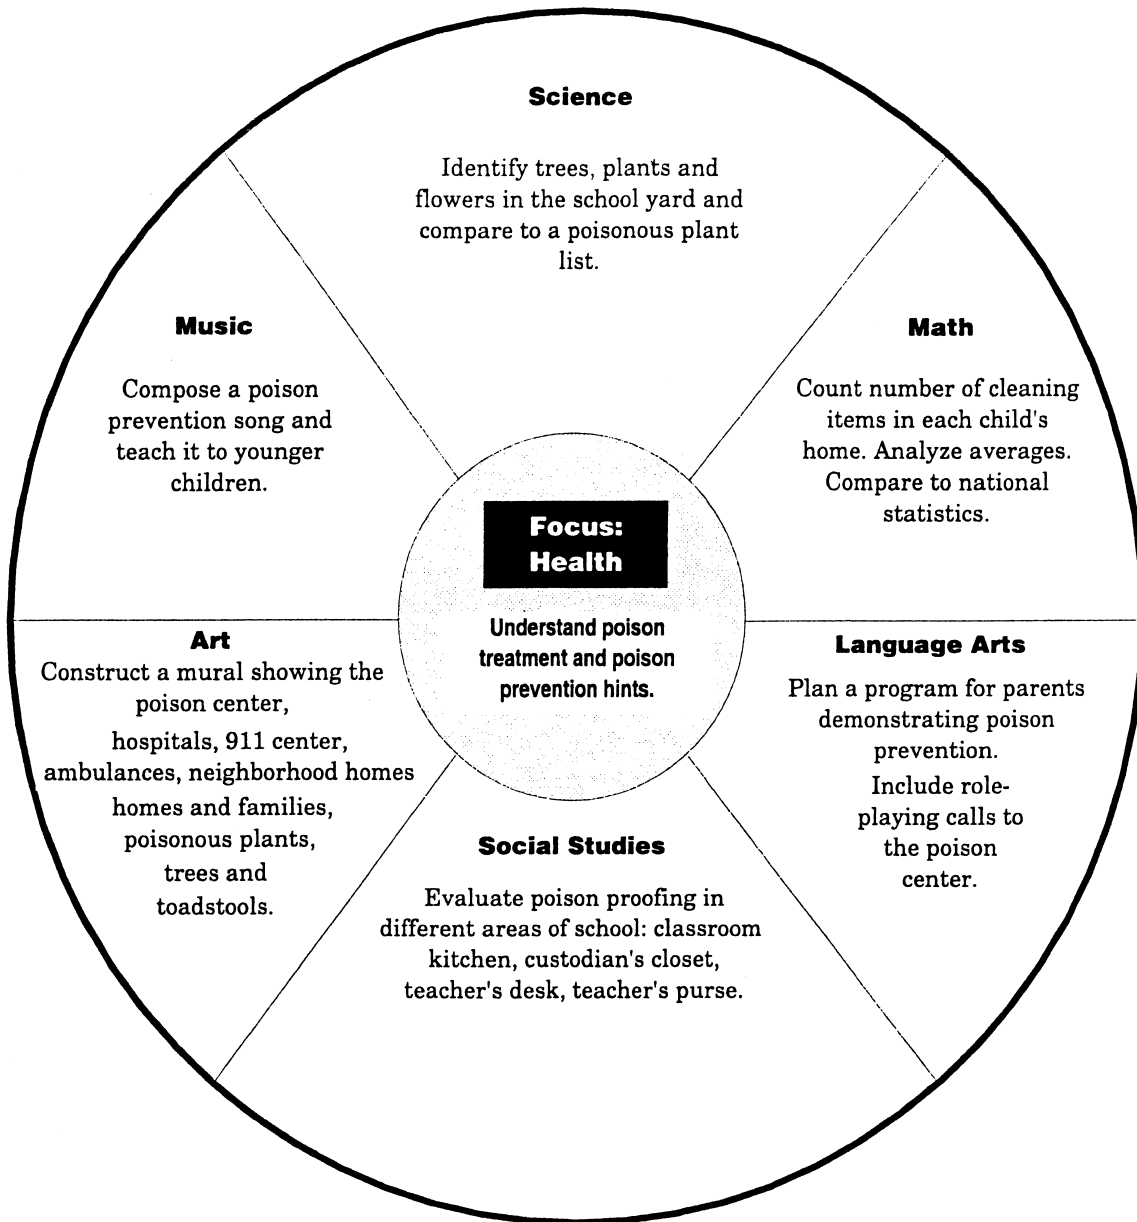 Science
Identify trees, plants and
flowers in the school yard and
compare to a poisonous plant
list.
Music
Compose a poison
prevention song and
teach it to younger
children.
Math
Count number of cleaning
items in each child's
home. Analyze averages.
Compare to national
statistics.
Focus:
Health
Understand poison
treatment and poison
prevention hints.
Art
Construct a mural showing the
poison center,
hospitals, 911 center,
ambulances, neighborhood homes
homes and families,
poisonous plants,
trees and
toadstools.
Language Arts
Plan a program for parents
demonstrating poison
prevention.
Include role-
playing calls to
the poison
center.
Social Studies
Evaluate poison proofing in
different areas of school: classroom
kitchen, custodian's closet,
teacher's desk, teacher's purse.